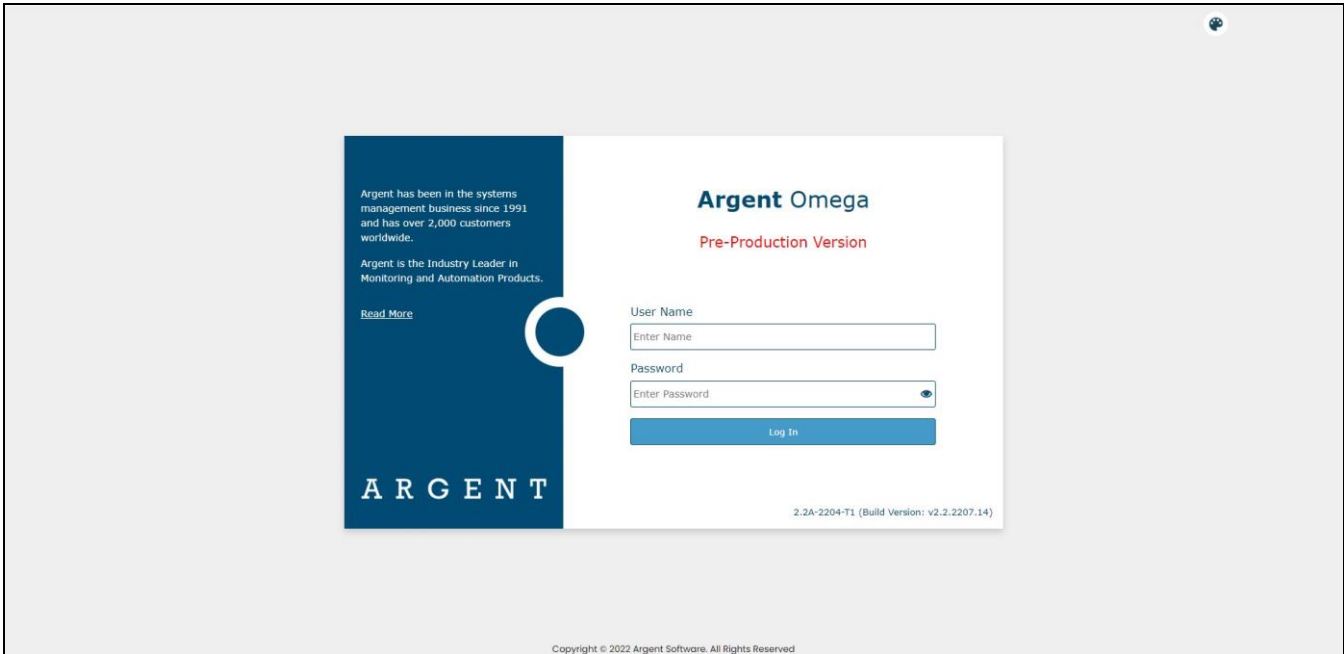 Argent has been in the systems
management business since 1991
and has over 2,000 customers
worldwide.
Argent is the Industry Leader in
Monitoring and Automation Products.
Read More
ARGENT
Argent Omega
Pre-Production Version
User Name
Enter Name
Password
Enter Password
Log In
2.2A-2204-T1 (Build Version: v2.2.2207.14)
Copyright © 2022 Argent Software. All Rights Reserved